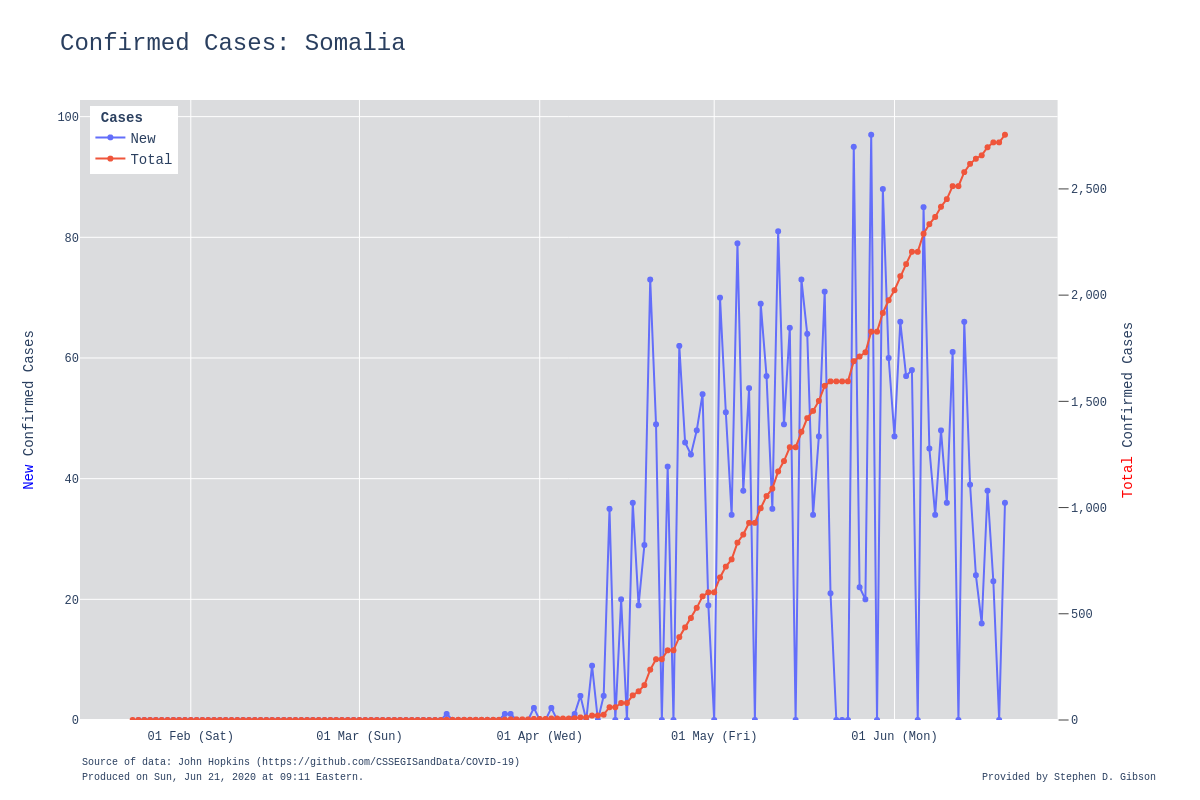 Confirmed Cases: Somalia
Cases
New
Total
100
80
60
40
20
0
New Confirmed Cases
2,500
2,000
1,500
1,000
500
0
Total Confirmed Cases
01 Feb (Sat)
01 Mar (Sun)
01 Apr (Wed)
01 May (Fri)
01 Jun (Mon)
Source of data: John Hopkins (https://github.com/CSSEGISandData/COVID-19)
Produced on Sun, Jun 21, 2020 at 09:11 Eastern.
Provided by Stephen D. Gibson